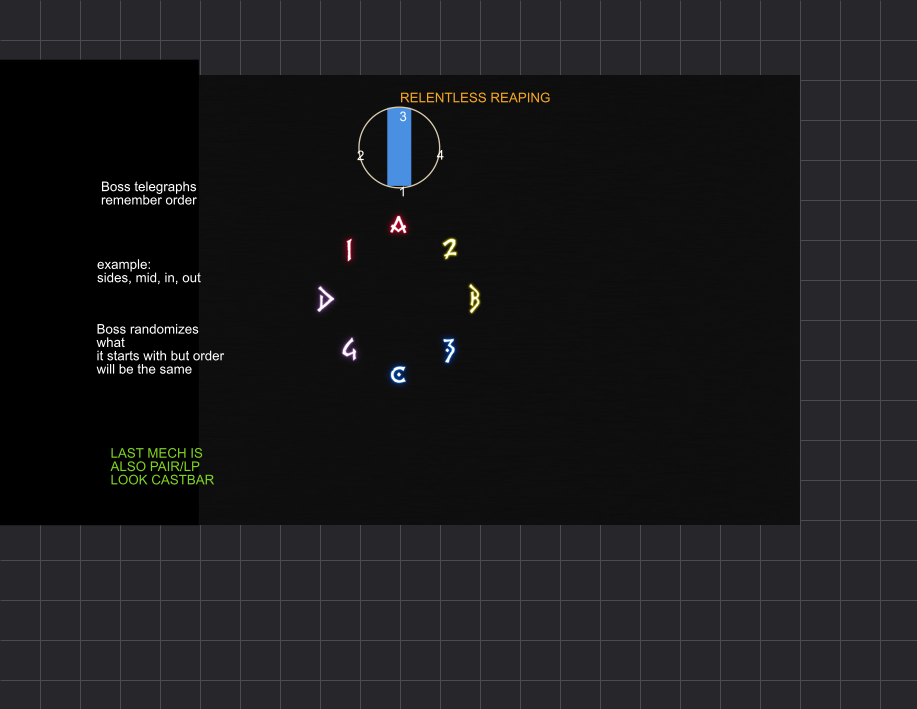 RELENTLESS REAPING
3
2
4
1
Boss telegraphs
remember order
A
1
2
example:
sides, mid, in, out
D
B
Boss randomizes
what
it starts with but order
will be the same
4
3
C
LAST MECH IS
ALSO PAIR/LP
LOOK CASTBAR